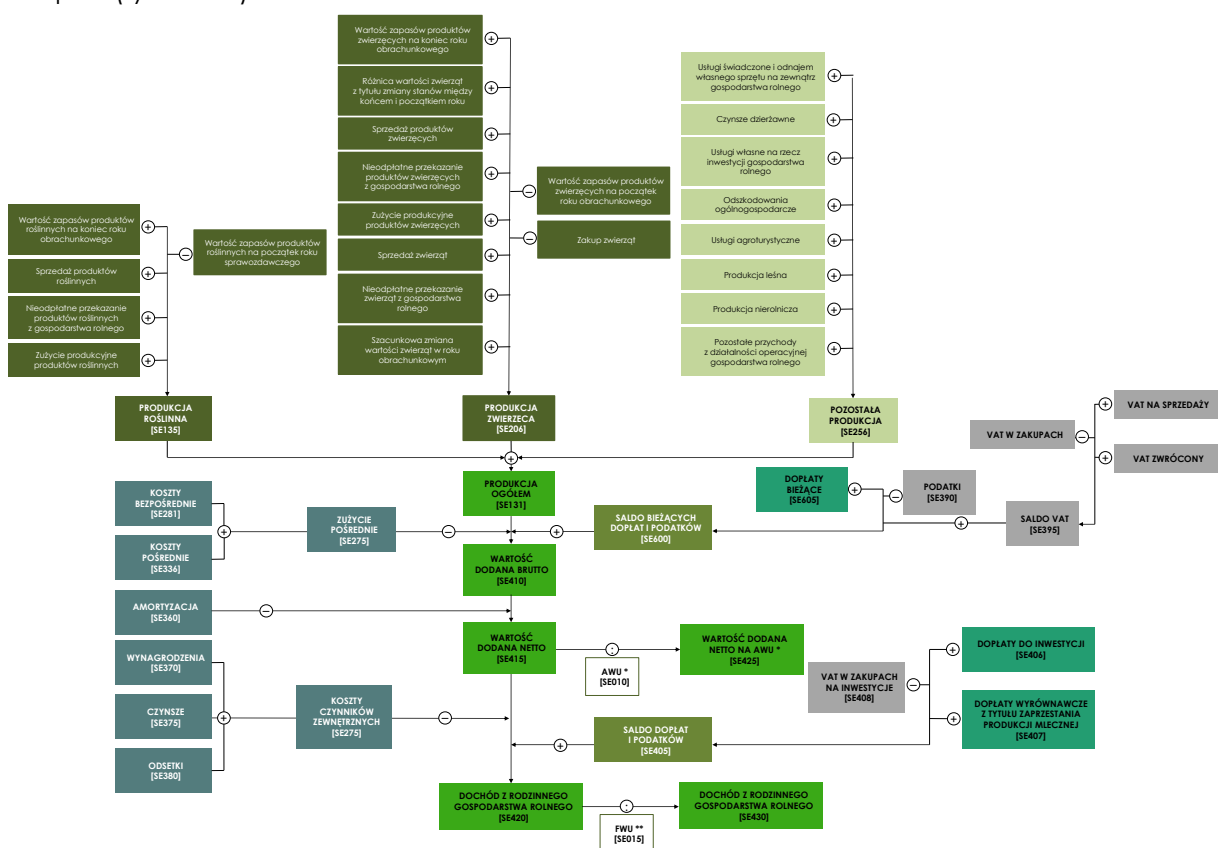 Wartość zapasów produktów
zwierzęcych na koniec roku
obrachunkowego
+
Różnica wartości zwierząt
z tytułu zmiany stanów między
końcem i początkiem roku
+
Sprzedaż produktów
zwierzęcych
+
Nieodpłatne przekazanie
produktów zwierzęcych
z gospodarstwa rolnego
+
Zużycie produkcyjne
produktów zwierzęcych
+
Sprzedaż zwierząt
+
Nieodpłatne przekazanie
zwierząt z gospodarstwa
rolnego
+
Szacunkowa zmiana
wartości zwierząt w roku
obrachunkowym
+
−
Wartość zapasów produktów
zwierzęcych na początek
roku obrachunkowego
−
Zakup zwierząt
Usługi świadczone i odnajem
własnego sprzętu na zewnątrz
gospodarstwa rolnego
+
Czynsze dzierżawne
+
Usługi własne na rzecz
inwestycji gospodarstwa
rolnego
+
Odszkodowania
ogólnogospodarcze
+
Usługi agroturystyczne
+
Produkcja leśna
+
Produkcja nierolnicza
+
Pozostałe przychody
z działalności operacyjnej
gospodarstwa rolnego
+
Wartość zapasów produktów
roślinnych na koniec roku
obrachunkowego
+
−
Wartość zapasów produktów
roślinnych na początek roku
sprawozdawczego
Sprzedaż produktów
roślinnych
+
Nieodpłatne przekazanie
produktów roślinnych
z gospodarstwa rolnego
+
Zużycie produkcyjne
produktów roślinnych
+
PRODUKCJA
ROŚLINNA
[SE135]
PRODUKCJA
ZWIERZECA
[SE206]
POZOSTAŁA
PRODUKCJA
[SE256]
VAT W ZAKUPACH
−
+
VAT NA SPRZEDAŻY
+
VAT ZWRÓCONY
+
PRODUKCJA
OGÓŁEM
[SE131]
DOPŁATY
BIEŻĄCE
[SE605]
+
−
PODATKI
[SE390]
KOSZTY
BEZPOŚREDNIE
[SE281]
KOSZTY
POŚREDNIE
[SE336]
+
ZUŻYCIE
POŚREDNIE
[SE275]
−
+
SALDO BIEŻĄCYCH
DOPŁAT I PODATKÓW
[SE600]
+
SALDO VAT
[SE395]
WARTOŚĆ
DODANA BRUTTO
[SE410]
AMORTYZACJA
[SE360]
−
WARTOŚĆ
DODANA NETTO
[SE415]
:
AWU *
[SE010]
WARTOŚĆ DODANA
NETTO NA AWU *
[SE425]
VAT W ZAKUPACH
NA INWESTYCJE
[SE408]
−
+
DOPŁATY DO INWESTYCJI
[SE406]
+
DOPŁATY WYRÓWNAWCZE
Z TYTUŁU ZAPRZESTANIA
PRODUKCJI MLECZNEJ
[SE407]
WYNAGRODZENIA
[SE370]
CZYNSZE
[SE375]
ODSETKI
[SE380]
+
KOSZTY
CZYNNIKÓW
ZEWNĘTRZNYCH
[SE275]
−
+
SALDO DOPŁAT
I PODATKÓW
[SE405]
DOCHÓD Z RODZINNEGO
GOSPODARSTWA ROLNEGO
[SE420]
:
FWU **
[SE015]
DOCHÓD Z RODZINNEGO
GOSPODARSTWA ROLNEGO
[SE430]